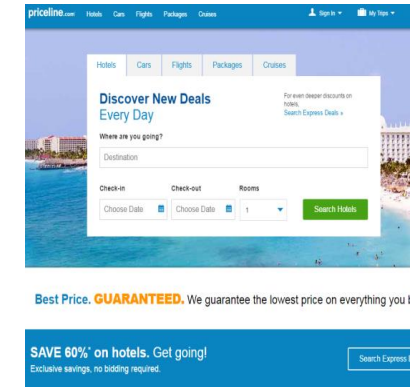 priceline.com Hotels Cars Flights Packages Cruises Sign In My Trips
Hotels Cars Flights Packages Cruises
Discover New Deals
Every Day
For even deeper discounts on
hotels,
Search Express Deals »
Where are you going?
Destination
Check-in Check-out Rooms
Choose Date Choose Date 1 Search Hotels
Best Price. GUARANTEED. We guarantee the lowest price on everything you b
SAVE 60%* on hotels. Get going!
Exclusive savings, no bidding required.
Search Express